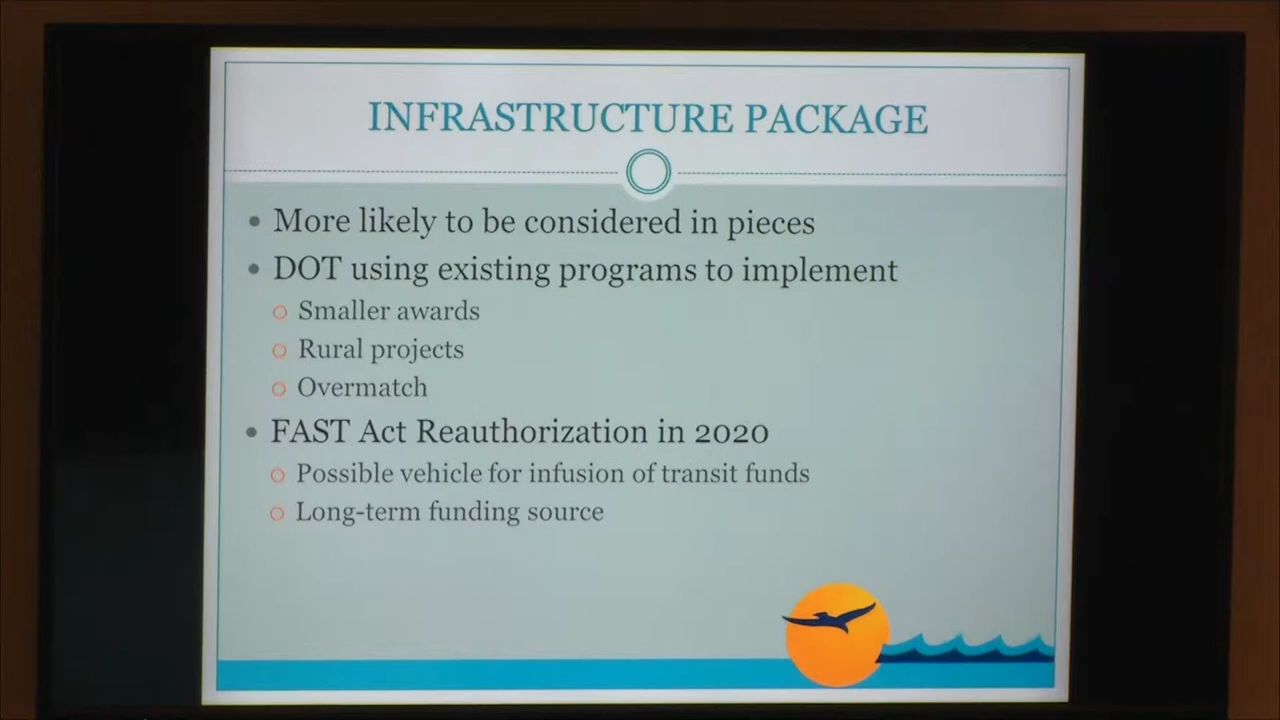 INFRASTRUCTURE PACKAGE
More likely to be considered in pieces
DOT using existing programs to implement
Smaller awards
Rural projects
Overmatch
FAST Act Reauthorization in 2020
Possible vehicle for infusion of transit funds
Long-term funding source